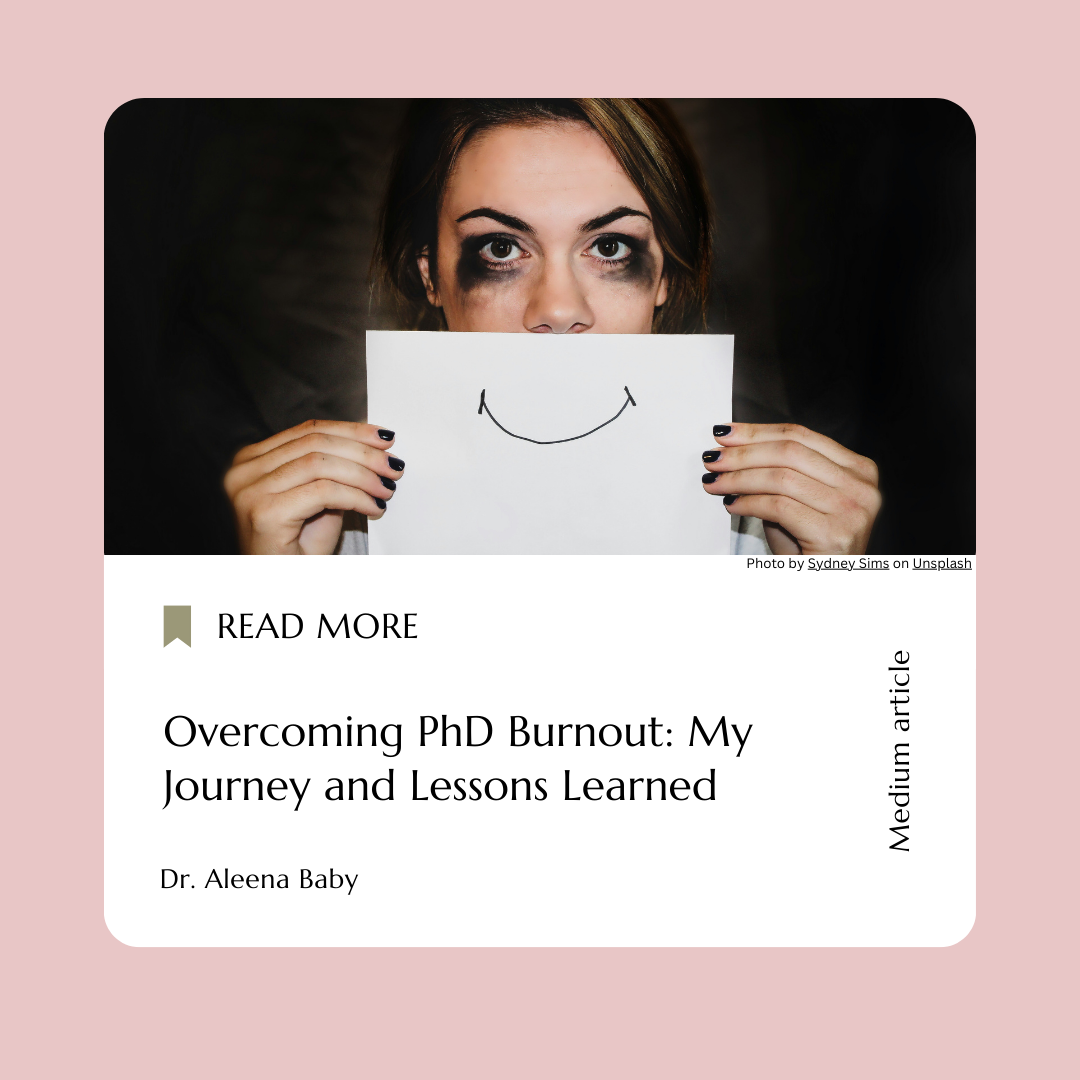 Photo by Sydney Sims on Unsplash
READ MORE
Overcoming PhD Burnout: My
Journey and Lessons Learned
Dr. Aleena Baby
Medium article